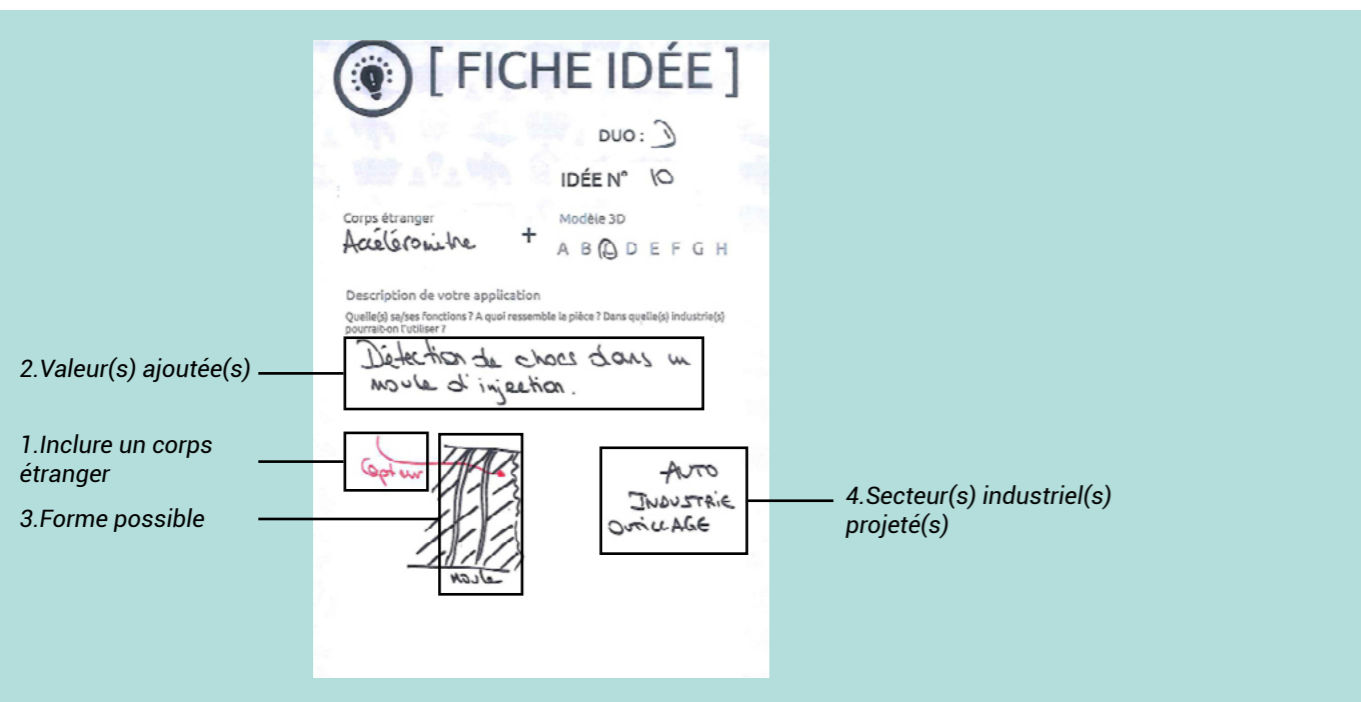 [ FICHE IDÉE ]
DUO : D
IDÉE N° 10
Corps étranger
Accéléromètre
+
Modèle 3D
A B C D E F G H
Description de votre application
Quelle(s) sa/ses fonctions ? A quoi ressemble la pièce ? Dans quelle(s) industrie(s)
pourrait-on l'utiliser ?
Détection de chocs dans un
moule d'injection.
2.Valeur(s) ajoutée(s)
1.Inclure un corps
étranger
3.Forme possible
Capteur
moule
AUTO
INDUSTRIE
OUTILLAGE
4.Secteur(s) industriel(s)
projeté(s)